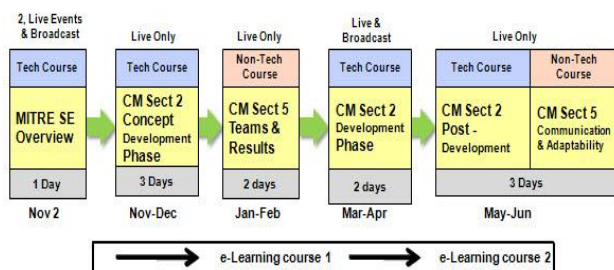 2, Live Events
& Broadcast
Tech Course
MITRE SE
Overview
1 Day
Nov 2
Live Only
Tech Course
CM Sect 2
Concept
Development
Phase
3 Days
Nov-Dec
Live Only
Non-Tech
Course
CM Sect 5
Teams &
Results
2 days
Jan-Feb
Live &
Broadcast
Tech Course
CM Sect 2
Development
Phase
2 days
Mar-Apr
Live Only
Tech Course
CM Sect 2
Post -
Development
Non-Tech
Course
CM Sect 5
Communication
& Adaptability
3 Days
May-Jun
e-Learning course 1
e-Learning course 2